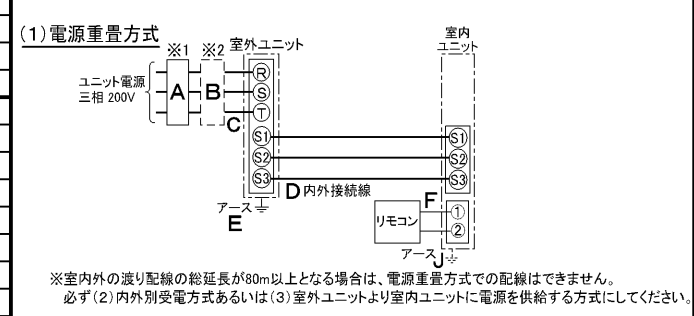 (1)電源重畳方式
※1 ※2 室外ユニット
室内
ユニット
ユニット電源
三相 200V
A B
R
S
T
C
S1 S1
S2 S2
S3 S3
D 内外接続線
アース
E
F
リモコン
①
②
アース J
※室内外の渡り配線の総延長が80m以上となる場合は、電源重畳方式での配線はできません。
必ず(2)内外別受電方式あるいは(3)室外ユニットより室内ユニットに電源を供給する方式にしてください。